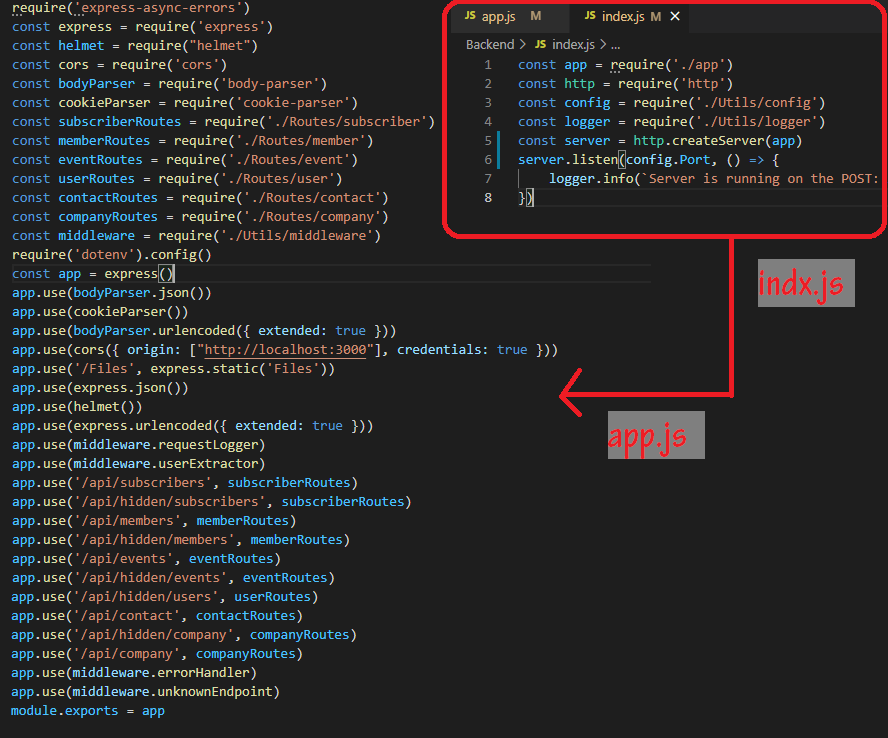 require('express-async-errors')
const express = require('express')
const helmet = require("helmet")
const cors = require('cors')
const bodyParser = require('body-parser')
const cookieParser = require('cookie-parser')
const subscriberRoutes = require('./Routes/subscriber')
const memberRoutes = require('./Routes/member')
const eventRoutes = require('./Routes/event')
const userRoutes = require('./Routes/user')
const contactRoutes = require('./Routes/contact')
const companyRoutes = require('./Routes/company')
const middleware = require('./Utils/middleware')
require('dotenv').config()
const app = express()
app.use(bodyParser.json())
app.use(cookieParser())
app.use(bodyParser.urlencoded({ extended: true }))
app.use(cors({ origin: ["http://localhost:3000"], credentials: true }))
app.use('/Files', express.static('Files'))
app.use(express.json())
app.use(helmet())
app.use(express.urlencoded({ extended: true }))
app.use(middleware.requestLogger)
app.use(middleware.userExtractor)
app.use('/api/subscribers', subscriberRoutes)
app.use('/api/hidden/subscribers', subscriberRoutes)
app.use('/api/members', memberRoutes)
app.use('/api/hidden/members', memberRoutes)
app.use('/api/events', eventRoutes)
app.use('/api/hidden/events', eventRoutes)
app.use('/api/hidden/users', userRoutes)
app.use('/api/contact', contactRoutes)
app.use('/api/hidden/company', companyRoutes)
app.use('/api/company', companyRoutes)
app.use(middleware.errorHandler)
app.use(middleware.unknownEndpoint)
module.exports = app
JS app.js M JS index.js M ✕
Backend > JS index.js > ...
1 const app = require('./app')
2 const http = require('http')
3 const config = require('./Utils/config')
4 const logger = require('./Utils/logger')
5 const server = http.createServer(app)
6 server.listen(config.Port, () => {
7 logger.info(`Server is running on the POST:
8 })
indx.js
app.js